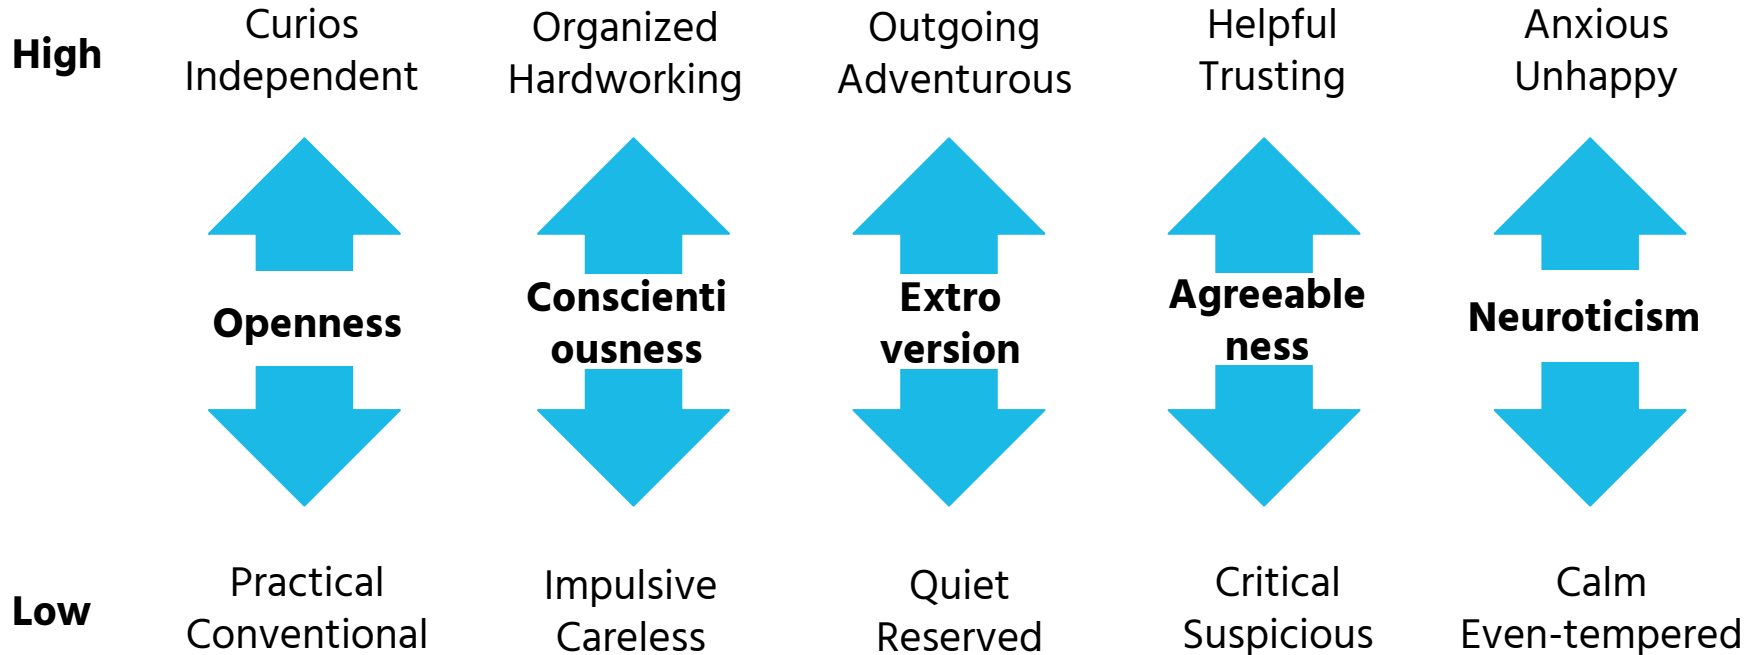 High
Curios
Independent
Organized
Hardworking
Outgoing
Adventurous
Helpful
Trusting
Anxious
Unhappy
Openness
Conscienti
ousness
Extro
version
Agreeable
ness
Neuroticism
Low
Practical
Conventional
Impulsive
Careless
Quiet
Reserved
Critical
Suspicious
Calm
Even-tempered